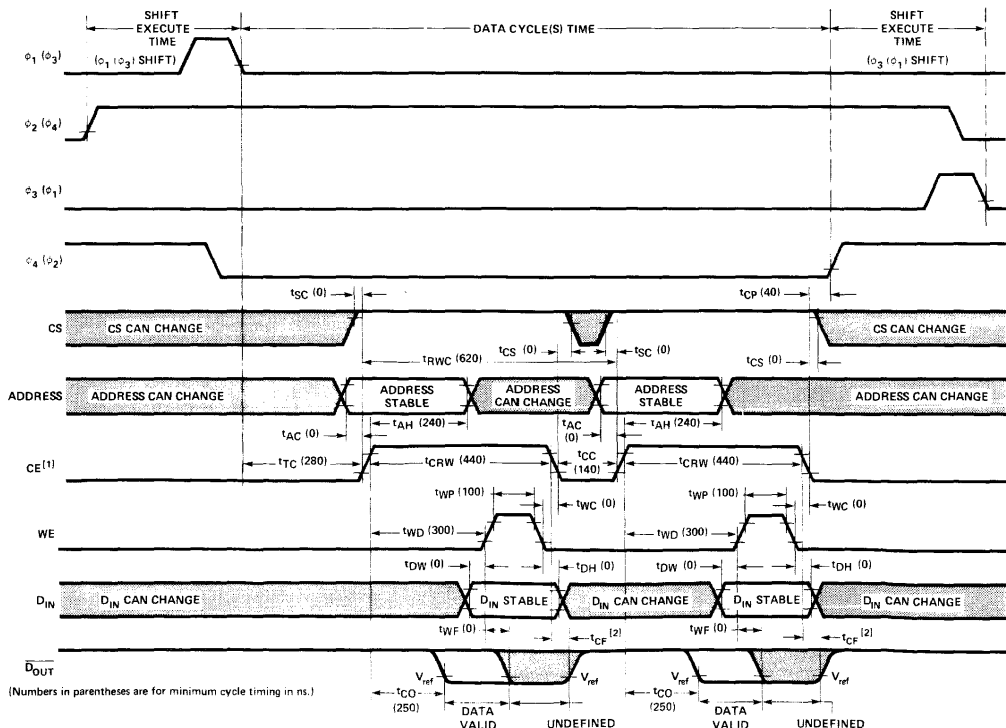 SHIFT EXECUTE TIME
DATA CYCLE(S) TIME
SHIFT EXECUTE TIME
ϕ1 (ϕ3)
(ϕ1 (ϕ3) SHIFT)
(ϕ3 (ϕ1) SHIFT)
ϕ2 (ϕ4)
ϕ3 (ϕ1)
ϕ4 (ϕ2)
tSC (0)
tCP (40)
CS
CS CAN CHANGE
CS CAN CHANGE
tCS (0)
tSC (0)
tCS (0)
tRWC (620)
ADDRESS
ADDRESS CAN CHANGE
ADDRESS STABLE
ADDRESS CAN CHANGE
ADDRESS STABLE
ADDRESS CAN CHANGE
tAC (0)
tAH (240)
tAC (0)
tAH (240)
CE[1]
tTC (280)
tCRW (440)
tCC (140)
tCRW (440)
tWP (100)
tWC (0)
tWP (100)
tWC (0)
WE
tWD (300)
tWD (300)
tDW (0)
tDH (0)
tDW (0)
tDH (0)
DIN
DIN CAN CHANGE
DIN STABLE
DIN CAN CHANGE
DIN STABLE
DIN CAN CHANGE
tWF (0)
tCF [2]
tWF (0)
tCF [2]
DOUT
Vref
Vref
Vref
Vref
(Numbers in parentheses are for minimum cycle timing in ns.)
tCO (250)
DATA VALID
UNDEFINED
tCO (250)
DATA VALID
UNDEFINED